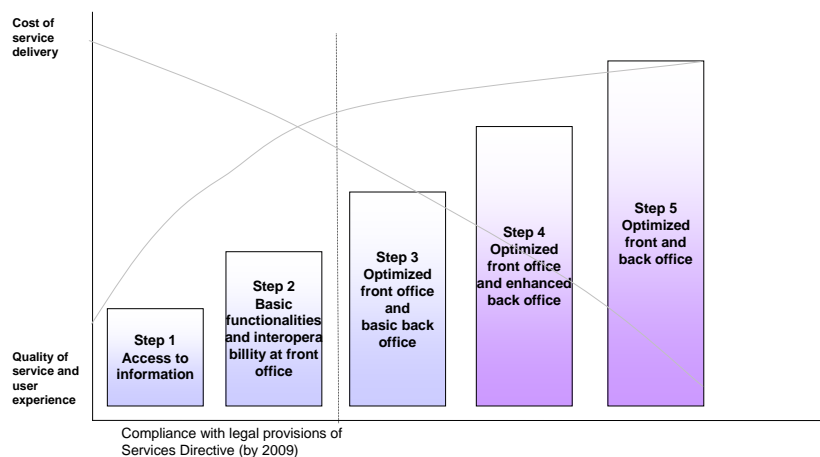 Cost of
service
delivery
Step 5
Optimized
front and
back office
Step 4
Optimized
front office
and enhanced
back office
Step 3
Optimized
front office
and
basic back
office
Step 2
Basic
functionalities
and interopera
billity at front
office
Step 1
Access to
information
Quality of
service and
user
experience
Compliance with legal provisions of
Services Directive (by 2009)